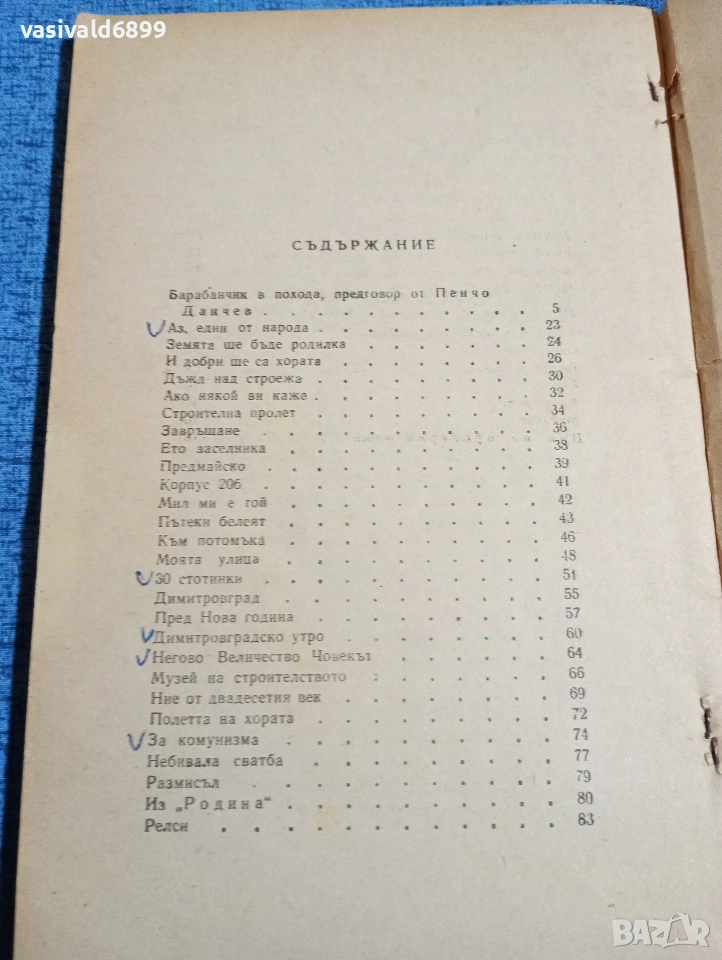 vasivald6899
СЪДЪРЖАНИЕ
Барабанчик в похода, предговор от Пенчо
Данчев . . . . . . . . . . . 5
Аз, един от народа . . . . . . . . 23
Земята ще бъде родилка . . . . . . . 24
И добри ще са хората . . . . . . . . 26
Дъжд над строежа . . . . . . . . . 30
Ако някой ви каже . . . . . . . . . 32
Строителна пролет . . . . . . . . . 34
Завръщане . . . . . . . . . . . 36
Ето заселника . . . . . . . . . . 38
Предмайско . . . . . . . . . . . 39
Корпус 206 . . . . . . . . . . . 41
Мил ми е той . . . . . . . . . . 42
Пътеки белеят . . . . . . . . . . 43
Към потомъка . . . . . . . . . . 46
Моята улица . . . . . . . . . . 48
30 стотинки . . . . . . . . . . . 51
Димитровград . . . . . . . . . . 55
Пред Нова година . . . . . . . . . 57
Димитровградско утро . . . . . . . . 60
Негово Величество Човекът . . . . . . 64
Музей на строителството . . . . . . . 66
Ние от двадесетия век . . . . . . . . 69
Полетта на хората . . . . . . . . . 72
За комунизма . . . . . . . . . . 74
Небивала сватба . . . . . . . . . . 77
Размисъл . . . . . . . . . . . . 79
Из „Родина“ . . . . . . . . . . . 80
Релси . . . . . . . . . . . . . 83
BAZAR